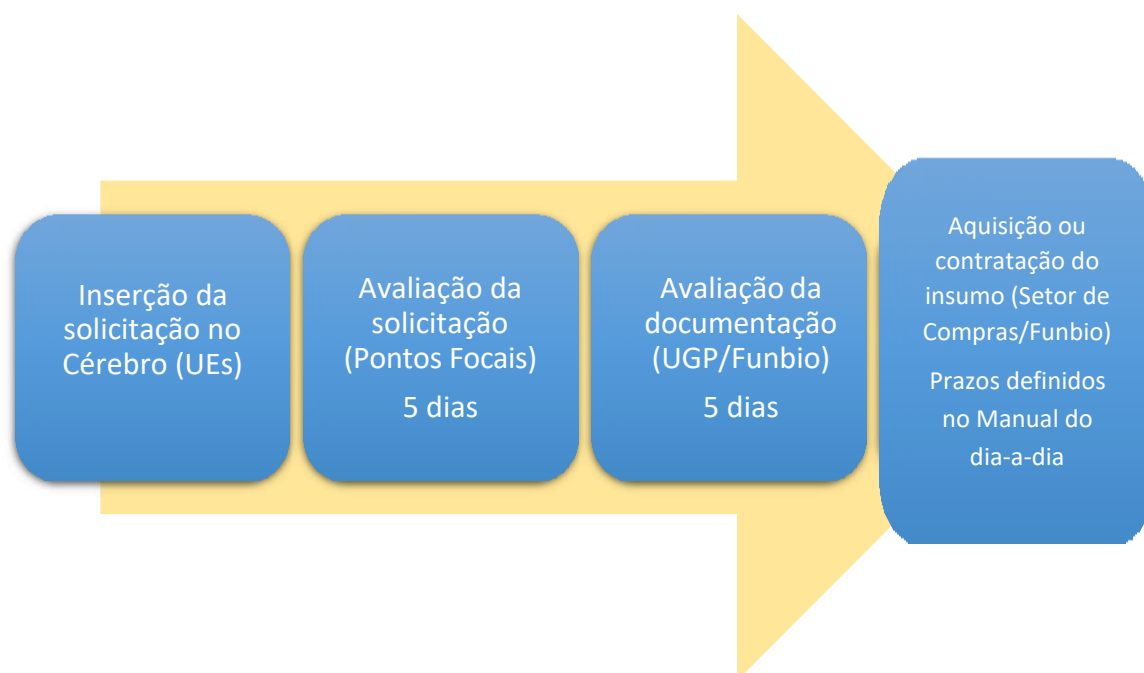 Inserção da
solicitação no
Cérebro (UEs)
Avaliação da
solicitação
(Pontos Focais)
5 dias
Avaliação da
documentação
(UGP/Funbio)
5 dias
Aquisição ou
contratação do
insumo (Setor de
Compras/Funbio)
Prazos definidos
no Manual do
dia-a-dia